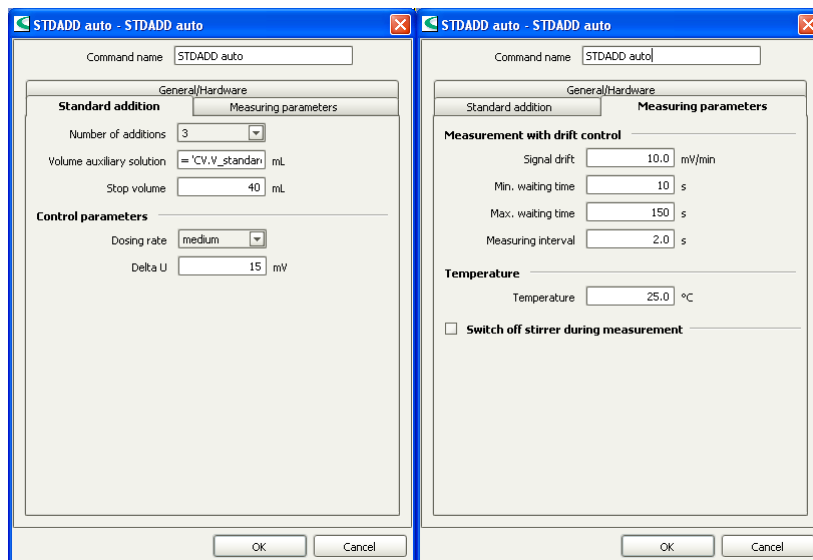 STDADD auto - STDADD auto
Command name STDADD auto
General/Hardware
Standard addition Measuring parameters
Number of additions 3
Volume auxiliary solution = 'CV.V_standar mL
Stop volume 40 mL
Control parameters
Dosing rate medium
Delta U 15 mV
OK Cancel
STDADD auto - STDADD auto
Command name STDADD auto
General/Hardware
Standard addition Measuring parameters
Measurement with drift control
Signal drift 10.0 mV/min
Min. waiting time 10 s
Max. waiting time 150 s
Measuring interval 2.0 s
Temperature
Temperature 25.0 °C
Switch off stirrer during measurement
OK Cancel